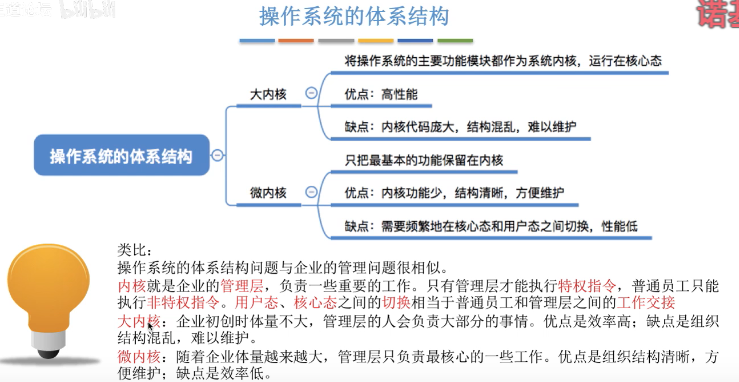 操作系统的体系结构
诺
将操作系统的主要功能模块都作为系统内核，运行在核心态
大内核
优点：高性能
缺点：内核代码庞大，结构混乱，难以维护
操作系统的体系结构
只把最基本的功能保留在内核
微内核
优点：内核功能少，结构清晰，方便维护
缺点：需要频繁地在核心态和用户态之间切换，性能低
类比：
操作系统的体系结构问题与企业的管理问题很相似。
内核就是企业的管理层，负责一些重要的工作。只有管理层才能执行特权指令，普通员工只能
执行非特权指令。用户态、核心态之间的切换相当于普通员工和管理层之间的工作交接
大内核：企业初创时体量不大，管理层的人会负责大部分的事情。优点是效率高；缺点是组织
结构混乱，难以维护。
微内核：随着企业体量越来越大，管理层只负责最核心的一些工作。优点是组织结构清晰，方
便维护；缺点是效率低。